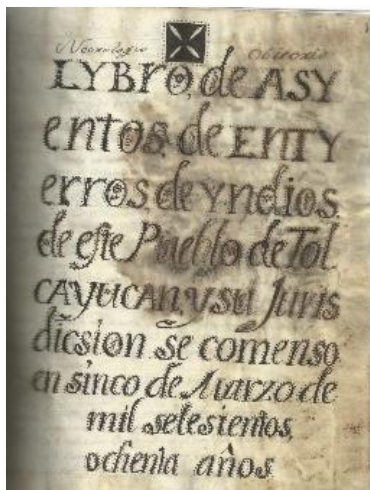 Necrologio Obituario
LYBRO, de ASY
entos, de ENTY
erros de yndios.
de este Pueblo de Tol
CAYUCAN, y su Juris
dicsion se comenso
en sinco de Marzo de
mil setesientos,
ochenta años